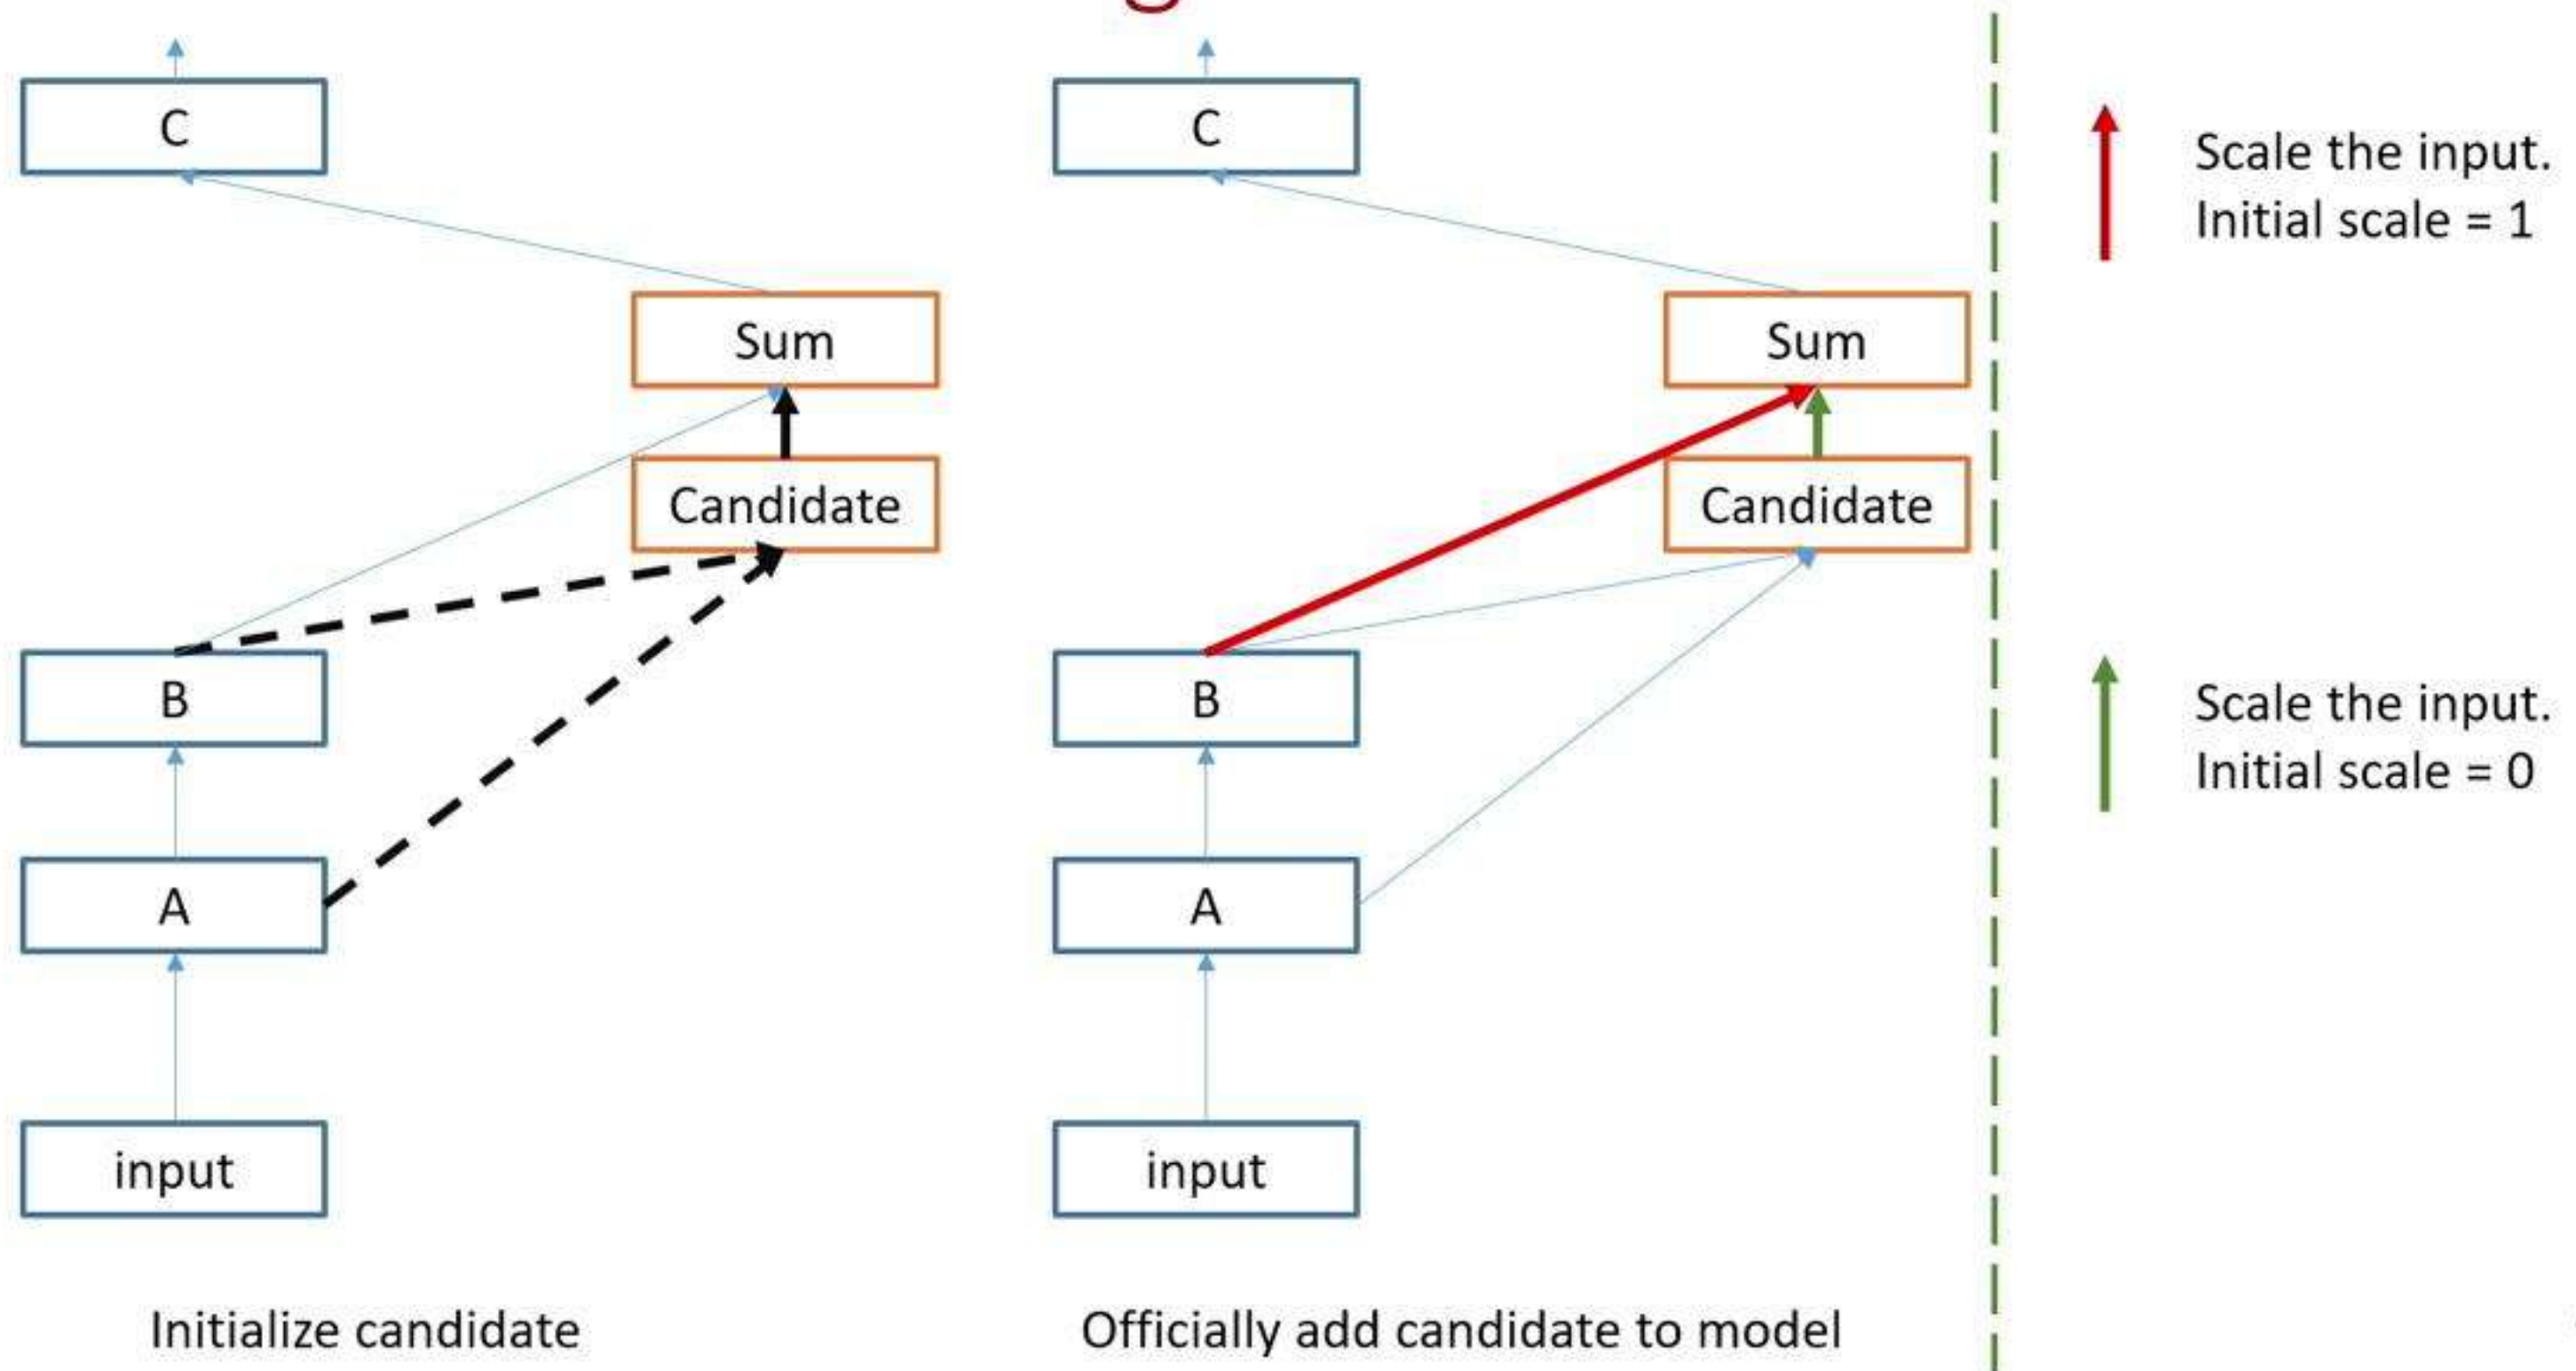 C
Sum
Candidate
B
A
input
Initialize candidate
C
Sum
Candidate
B
A
input
Officially add candidate to model
Scale the input.
Initial scale = 1
Scale the input.
Initial scale = 0